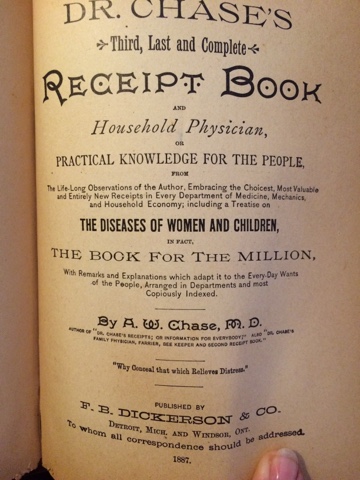 DR. CHASE'S
Third, Last and Complete
RECEIPT BOOK
AND
Household Physician,
OR
PRACTICAL KNOWLEDGE FOR THE PEOPLE,
FROM
The Life-Long Observations of the Author, Embracing the Choicest, Most Valuable
and Entirely New Receipts in Every Department of Medicine, Mechanics,
and Household Economy; including a Treatise on
THE DISEASES OF WOMEN AND CHILDREN,
IN FACT,
THE BOOK FOR THE MILLION,
With Remarks and Explanations which adapt it to the Every-Day Wants
of the People, Arranged in Departments and most
Copiously Indexed.
By A. W. Chase, M. D.
AUTHOR OF "DR. CHASE'S RECEIPTS; OR INFORMATION FOR EVERYBODY;" ALSO "DR. CHASE'S
FAMILY PHYSICIAN, FARRIER, BEE KEEPER AND SECOND RECEIPT BOOK."
"Why Conceal that which Relieves Distress."
PUBLISHED BY
F. B. DICKERSON & CO.
DETROIT, MICH. AND WINDSOR, ONT.
To whom all correspondence should be addressed.
1887.